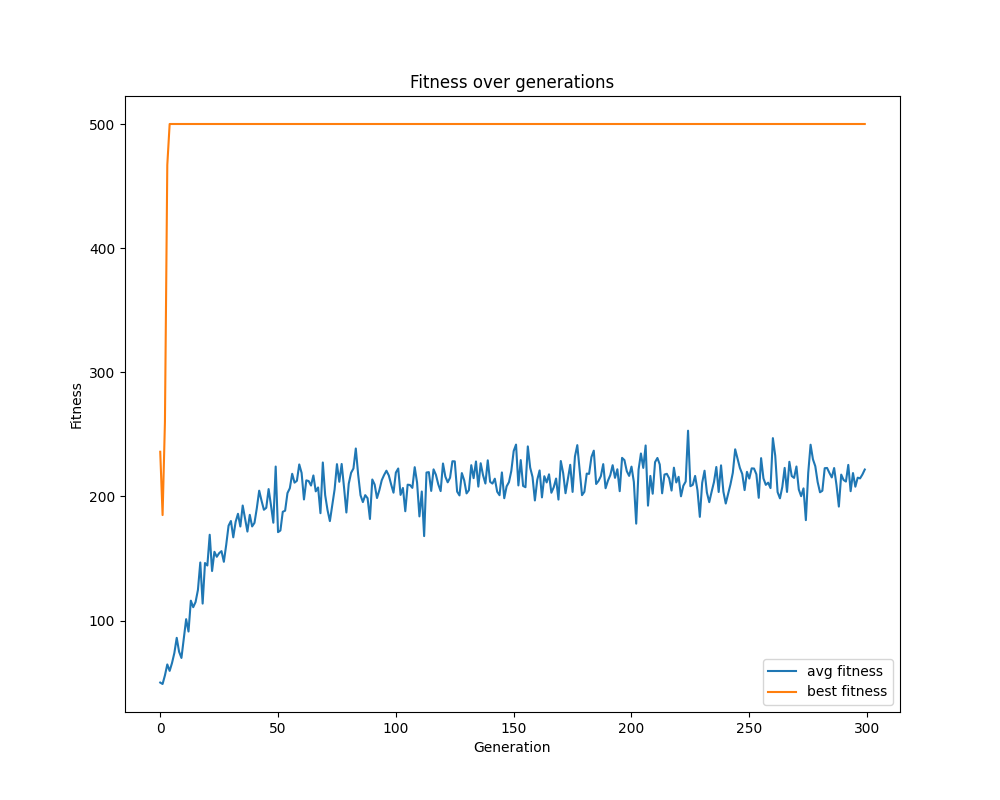 Fitness over generations
Fitness
500
400
300
200
100
0 50 100 150 200 250 300
Generation
avg fitness
best fitness